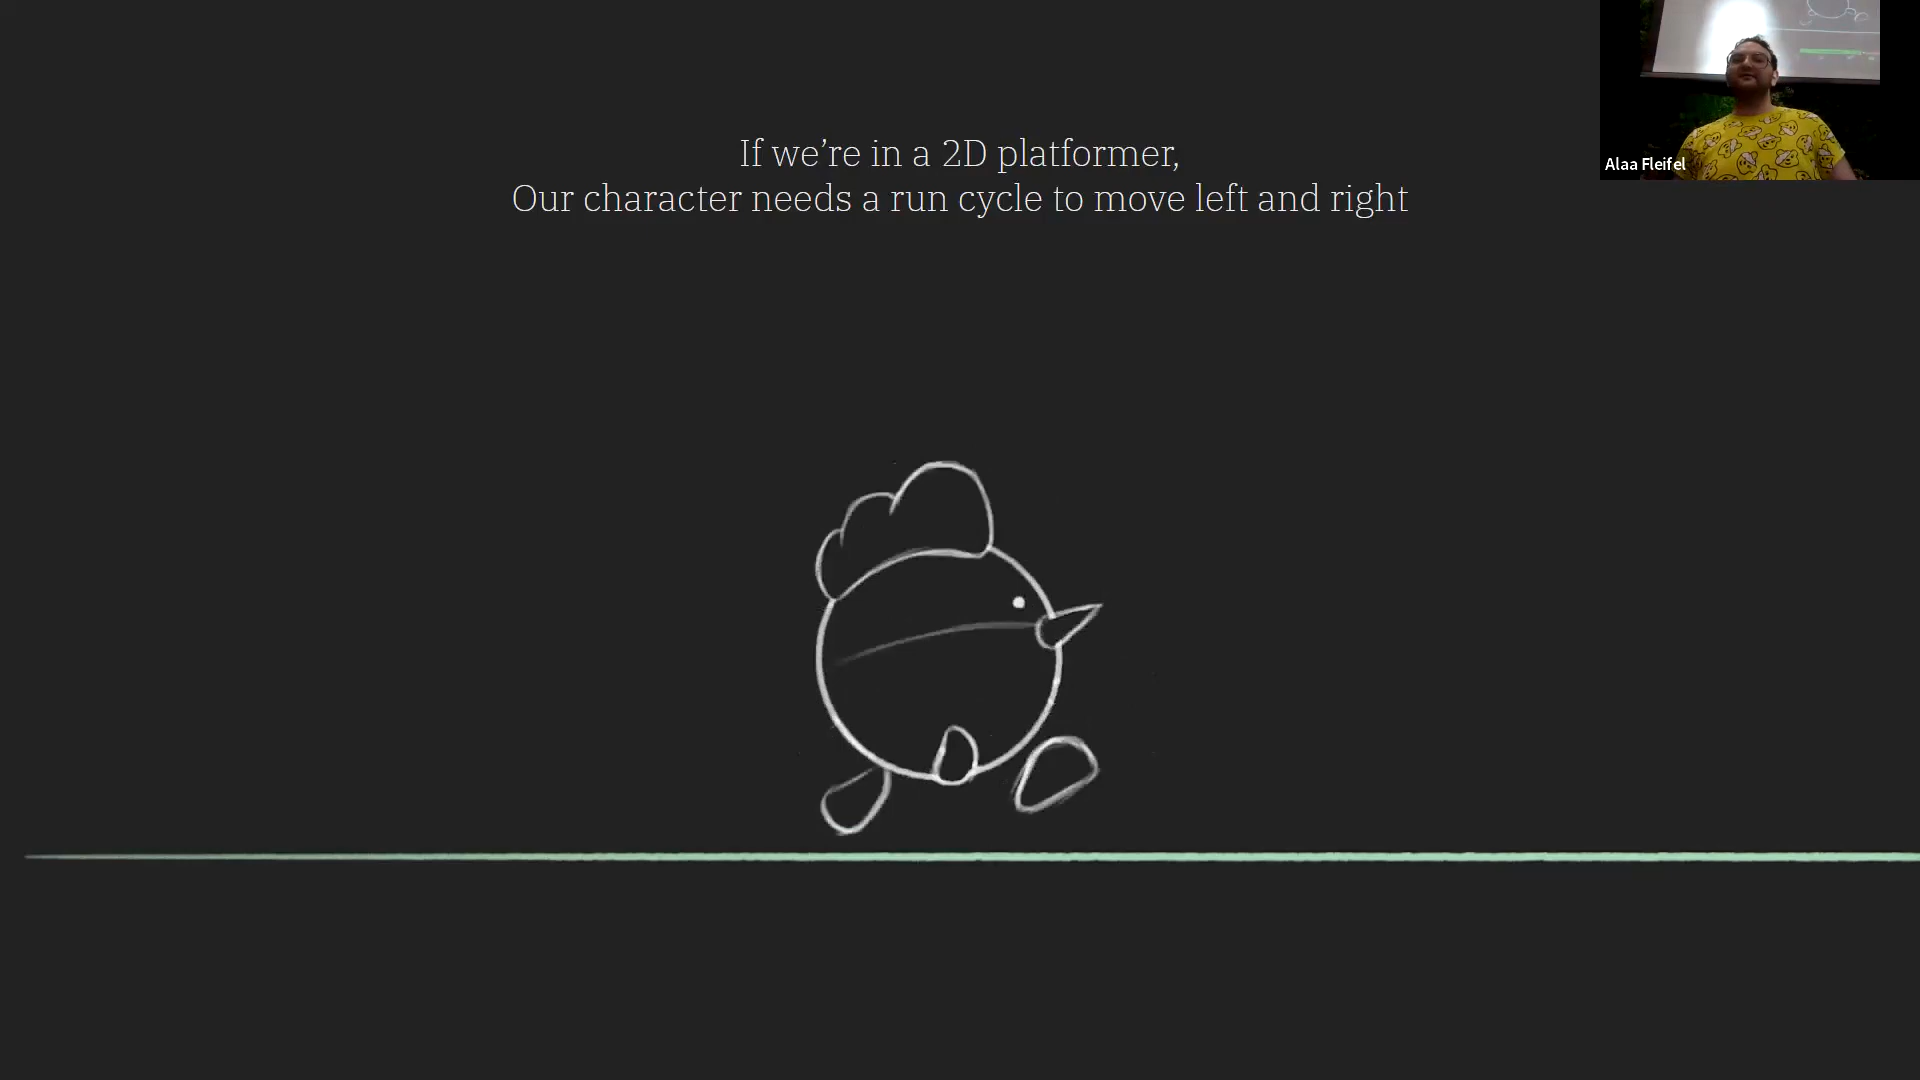 If we’re in a 2D platformer,
Our character needs a run cycle to move left and right
Alaa Fleifel